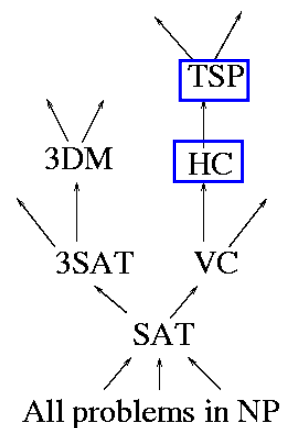 TSP
3DM
HC
3SAT
VC
SAT
All problems in NP